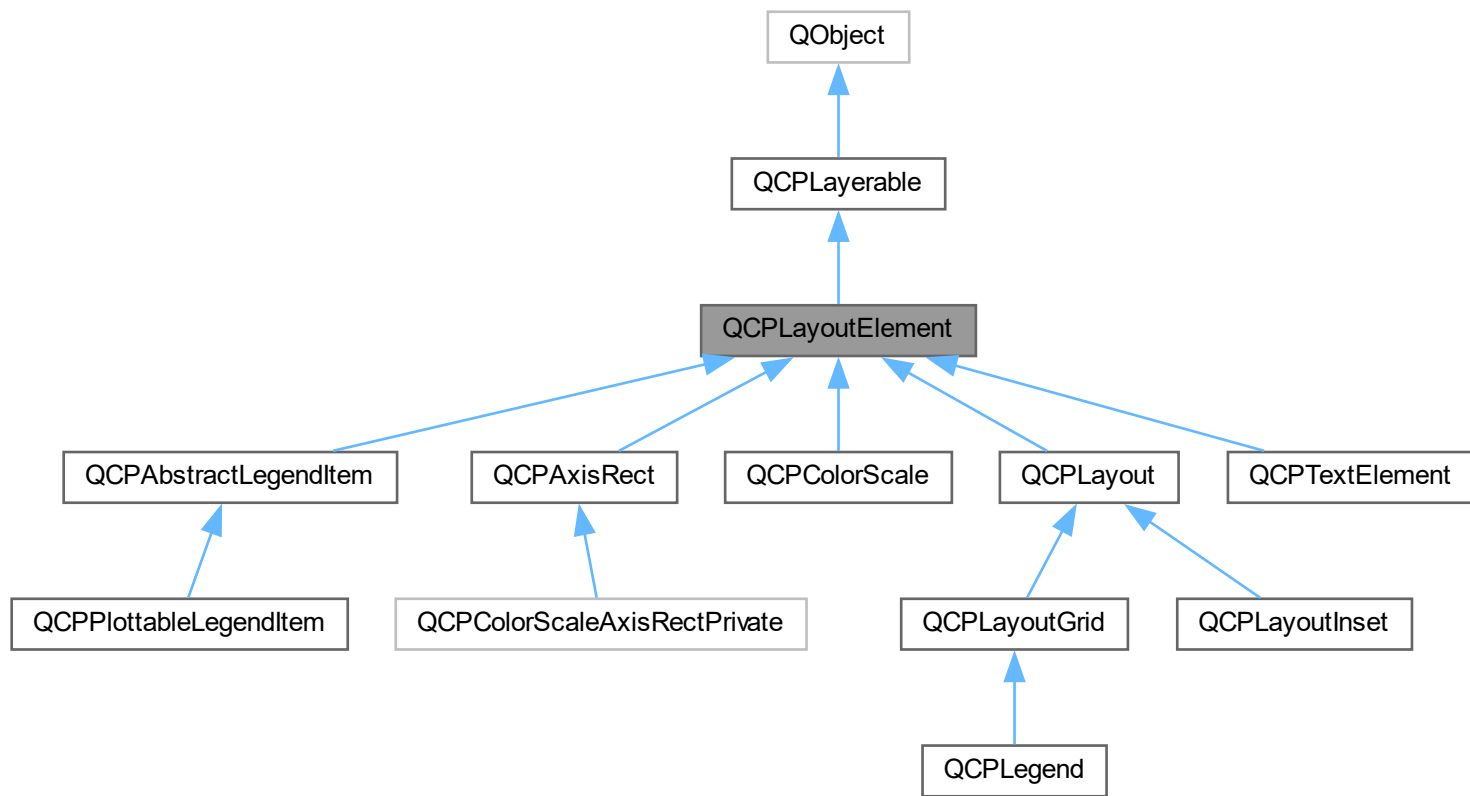 QObject
QCPLayerable
QCPLayoutElement
QCPAbstractLegendItem
QCPAxisRect
QCPColorScale
QCPLayout
QCPTextElement
QCPPlottableLegendItem
QCPColorScaleAxisRectPrivate
QCPLayoutGrid
QCPLayoutInset
QCPLegend